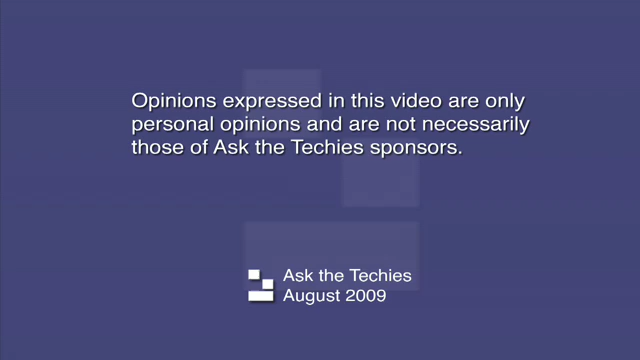 Opinions expressed in this video are only
personal opinions and are not necessarily
those of Ask the Techies sponsors.
Ask the Techies
August 2009